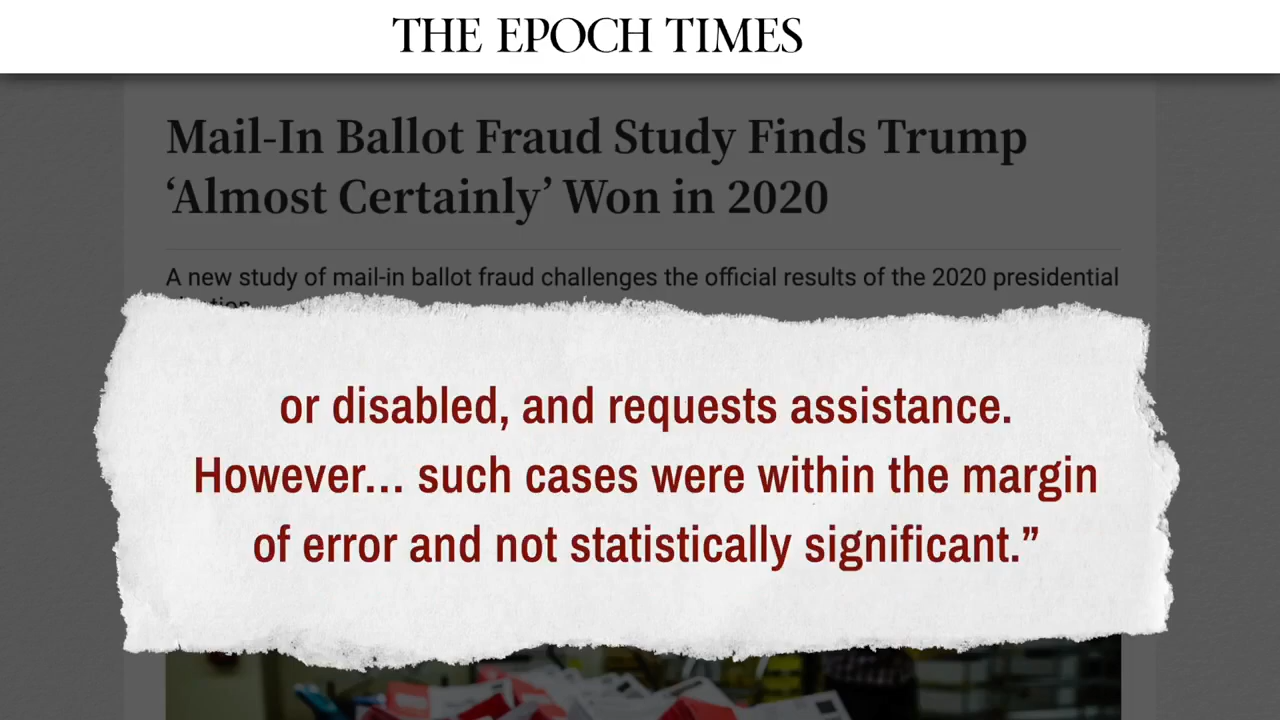 THE EPOCH TIMES
Mail-In Ballot Fraud Study Finds Trump
‘Almost Certainly’ Won in 2020
A new study of mail-in ballot fraud challenges the official results of the 2020 presidential
or disabled, and requests assistance.
However... such cases were within the margin
of error and not statistically significant.”